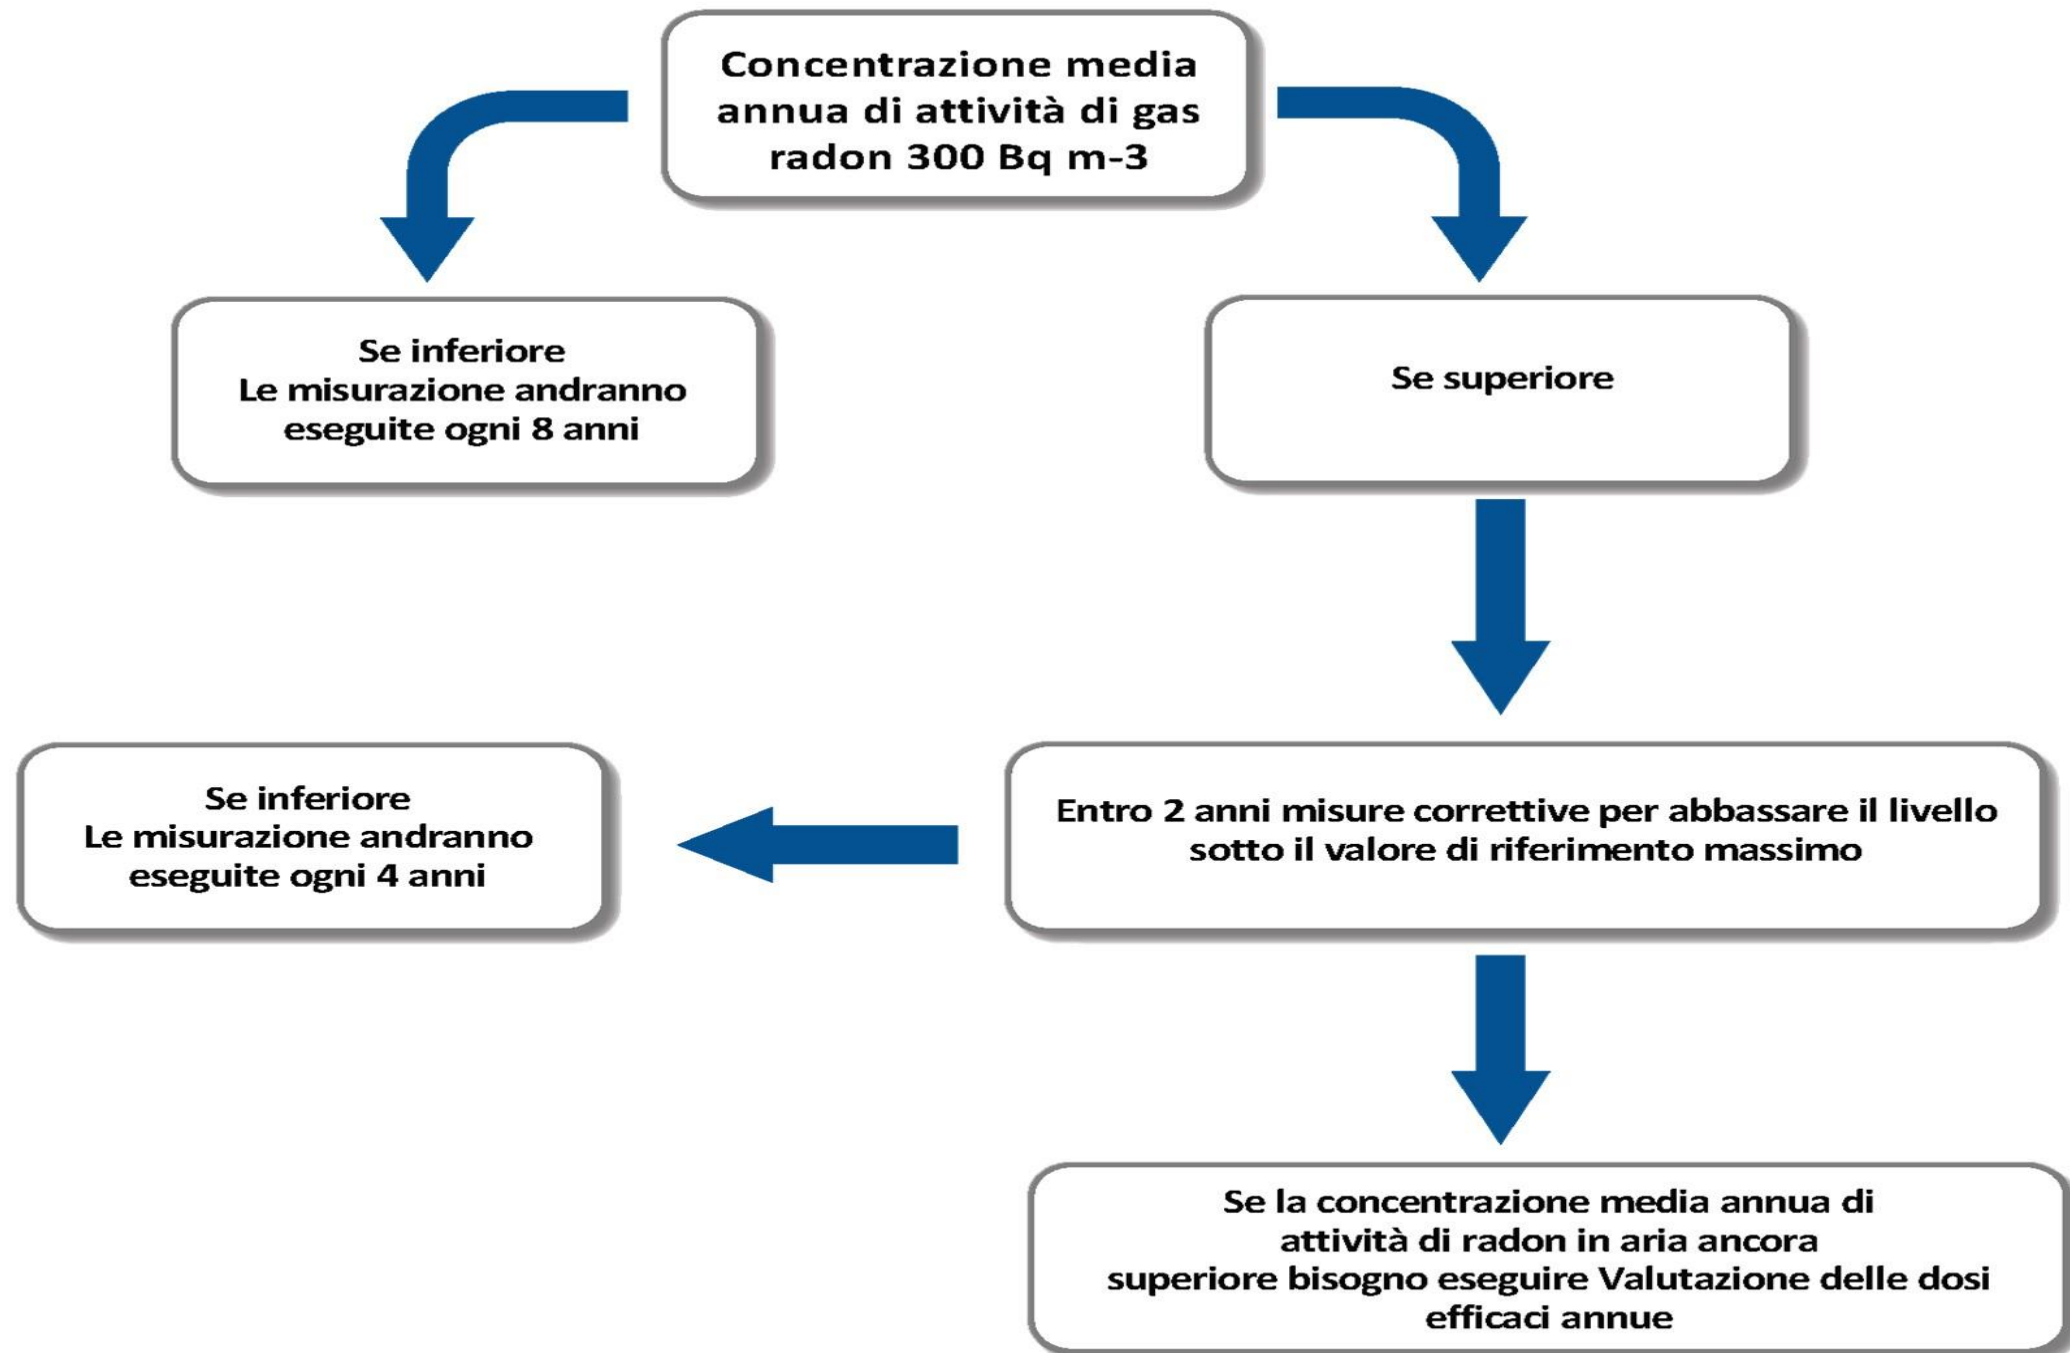 Concentrazione media
annua di attività di gas
radon 300 Bq m-3
Se inferiore
Le misurazione andranno
eseguite ogni 8 anni
Se superiore
Entro 2 anni misure correttive per abbassare il livello
sotto il valore di riferimento massimo
Se inferiore
Le misurazione andranno
eseguite ogni 4 anni
Se la concentrazione media annua di
attività di radon in aria ancora
superiore bisogno eseguire Valutazione delle dosi
efficaci annue